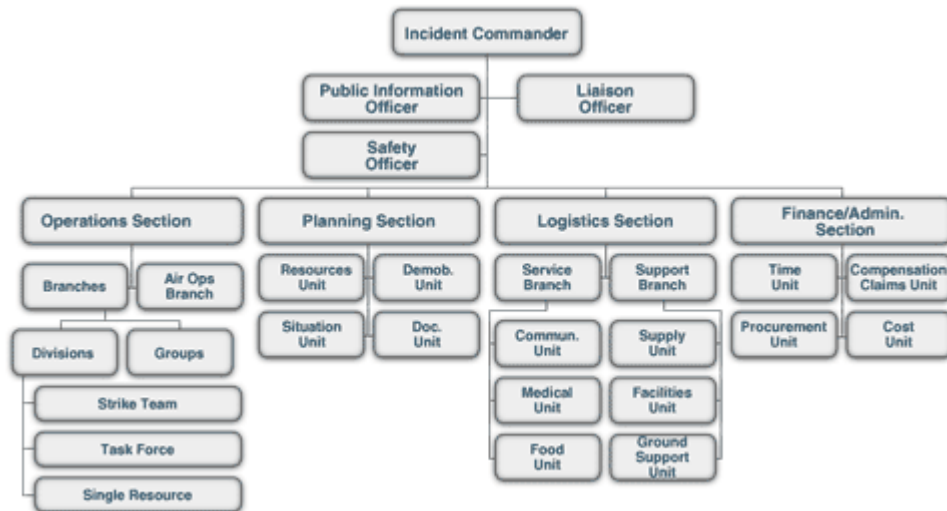 Incident Commander
Public Information
Officer
Liaison
Officer
Safety
Officer
Operations Section
Planning Section
Logistics Section
Finance/Admin.
Section
Branches
Air Ops
Branch
Resources
Unit
Demob.
Unit
Service
Branch
Support
Branch
Time
Unit
Compensation
Claims Unit
Divisions
Groups
Situation
Unit
Doc.
Unit
Commun.
Unit
Supply
Unit
Procurement
Unit
Cost
Unit
Strike Team
Medical
Unit
Facilities
Unit
Task Force
Food
Unit
Ground
Support
Unit
Single Resource